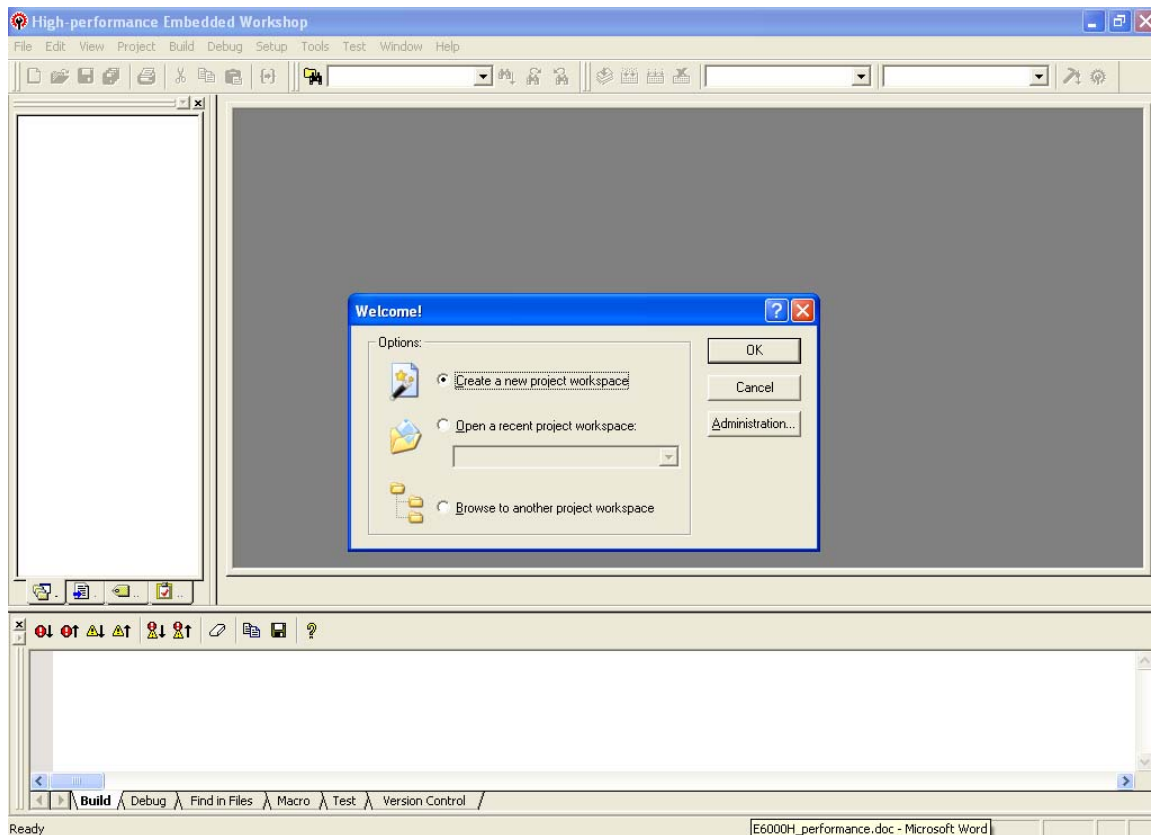 High-performance Embedded Workshop
File Edit View Project Build Debug Setup Tools Test Window Help
Welcome!
Options:
Create a new project workspace
Open a recent project workspace:
Browse to another project workspace
OK
Cancel
Administration...
Build Debug Find in Files Macro Test Version Control
Ready
E6000H_performance.doc - Microsoft Word